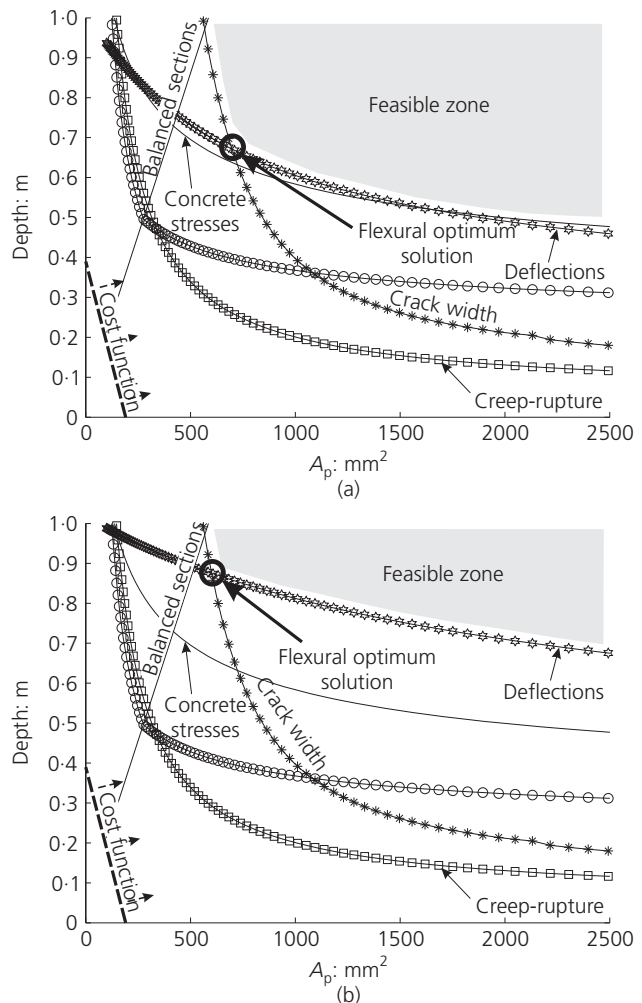 1·0
0·9
0·8
0·7
0·6
0·5
0·4
0·3
0·2
0·1
0
Depth: m
Balanced sections
Feasible zone
Concrete
stresses
Flexural optimum
solution
Deflections
Crack width
Cost function
Creep-rupture
0
500
1000
1500
2000
2500
Ap: mm²
(a)
1·0
0·9
0·8
0·7
0·6
0·5
0·4
0·3
0·2
0·1
0
Depth: m
Balanced sections
Feasible zone
Flexural optimum
solution
Deflections
Concrete
stresses
Crack width
Cost function
Creep-rupture
0
500
1000
1500
2000
2500
Ap: mm²
(b)